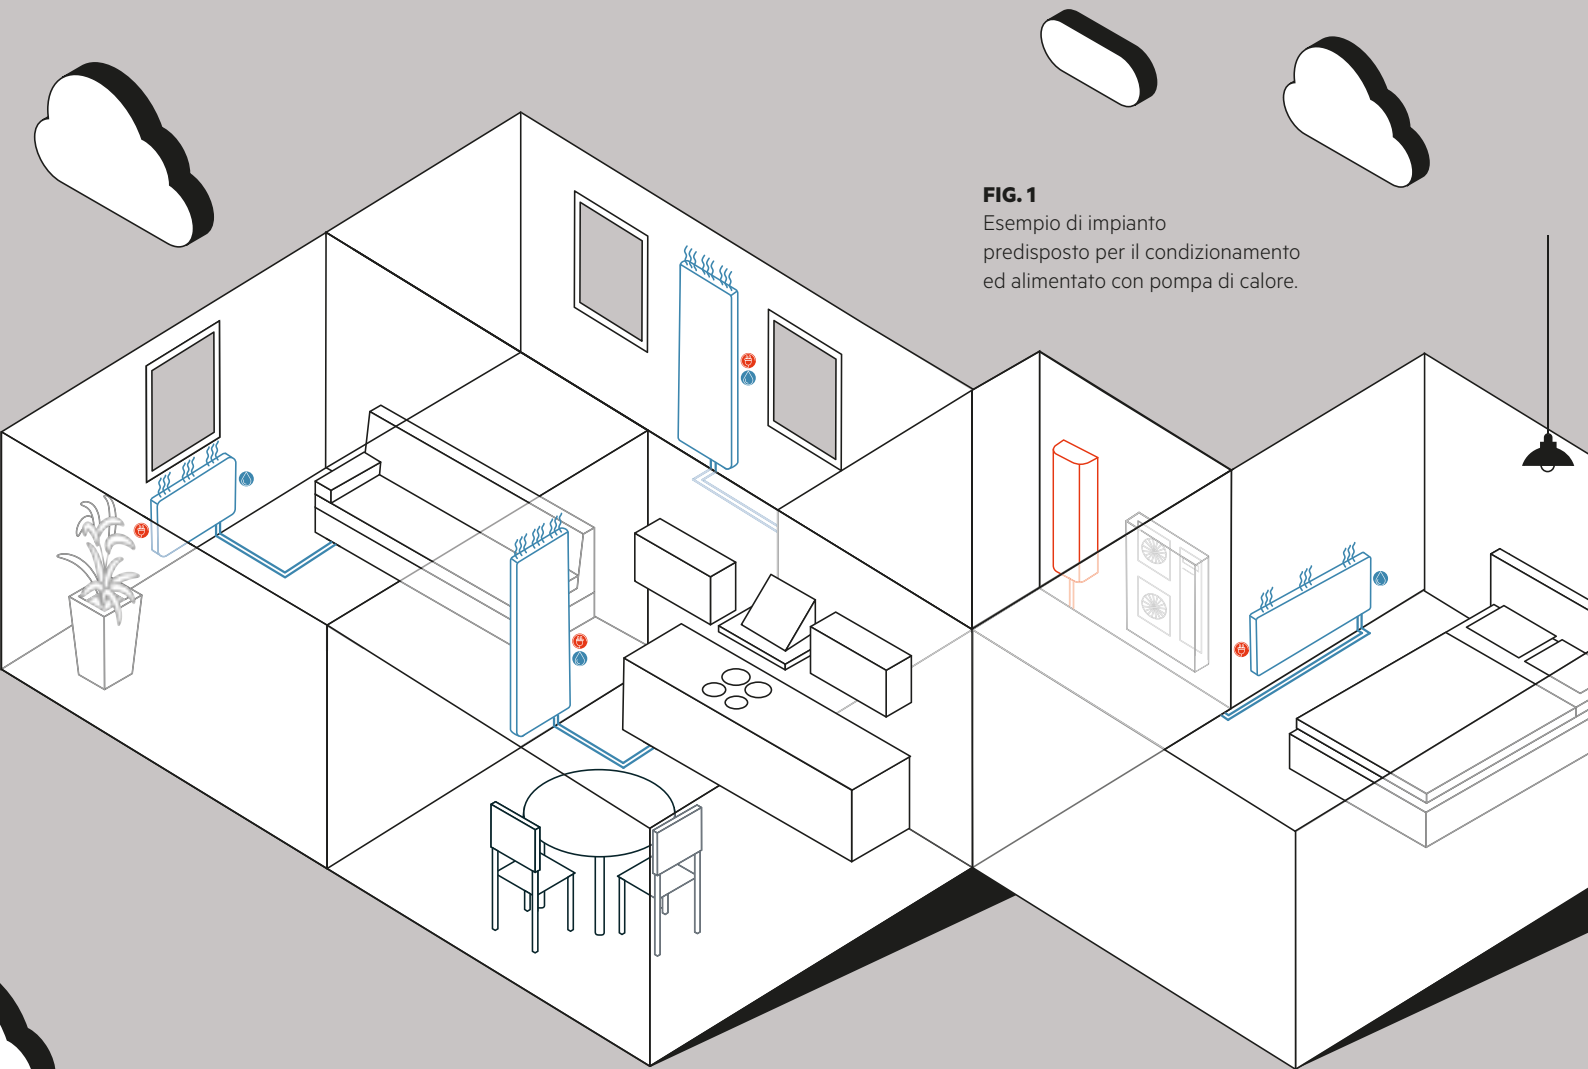 FIG. 1
Esempio di impianto
predisposto per il condizionamento
ed alimentato con pompa di calore.